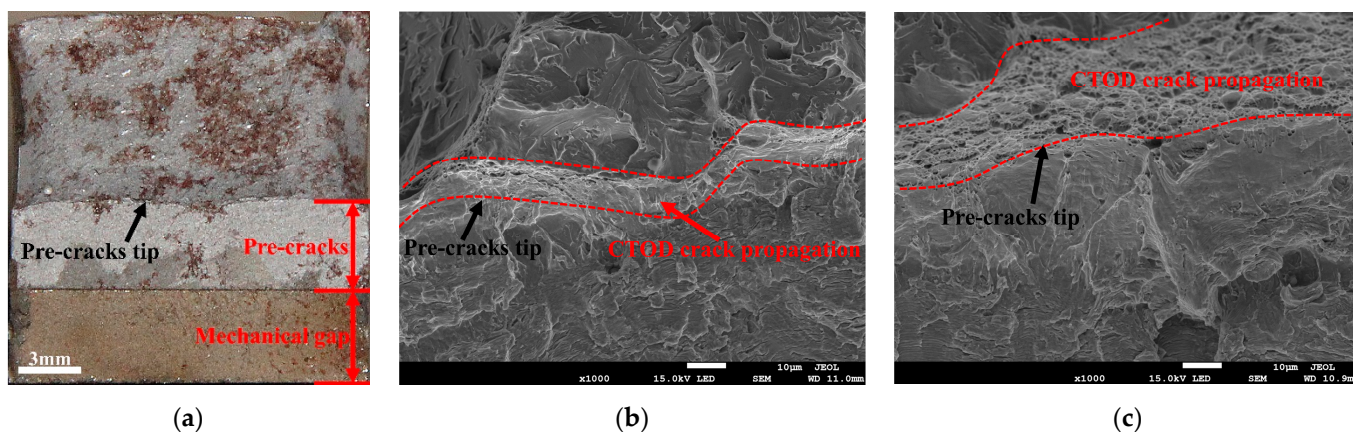 Pre-cracks tip
Pre-cracks
Mechanical gap
3mm
Pre-cracks tip
CTOD crack propagation
10μm JEOL
x1000 15.0kV LED SEM WD 11.0mm
CTOD crack propagation
Pre-cracks tip
10μm JEOL
x1000 15.0kV LED SEM WD 10.9m
(a)
(b)
(c)